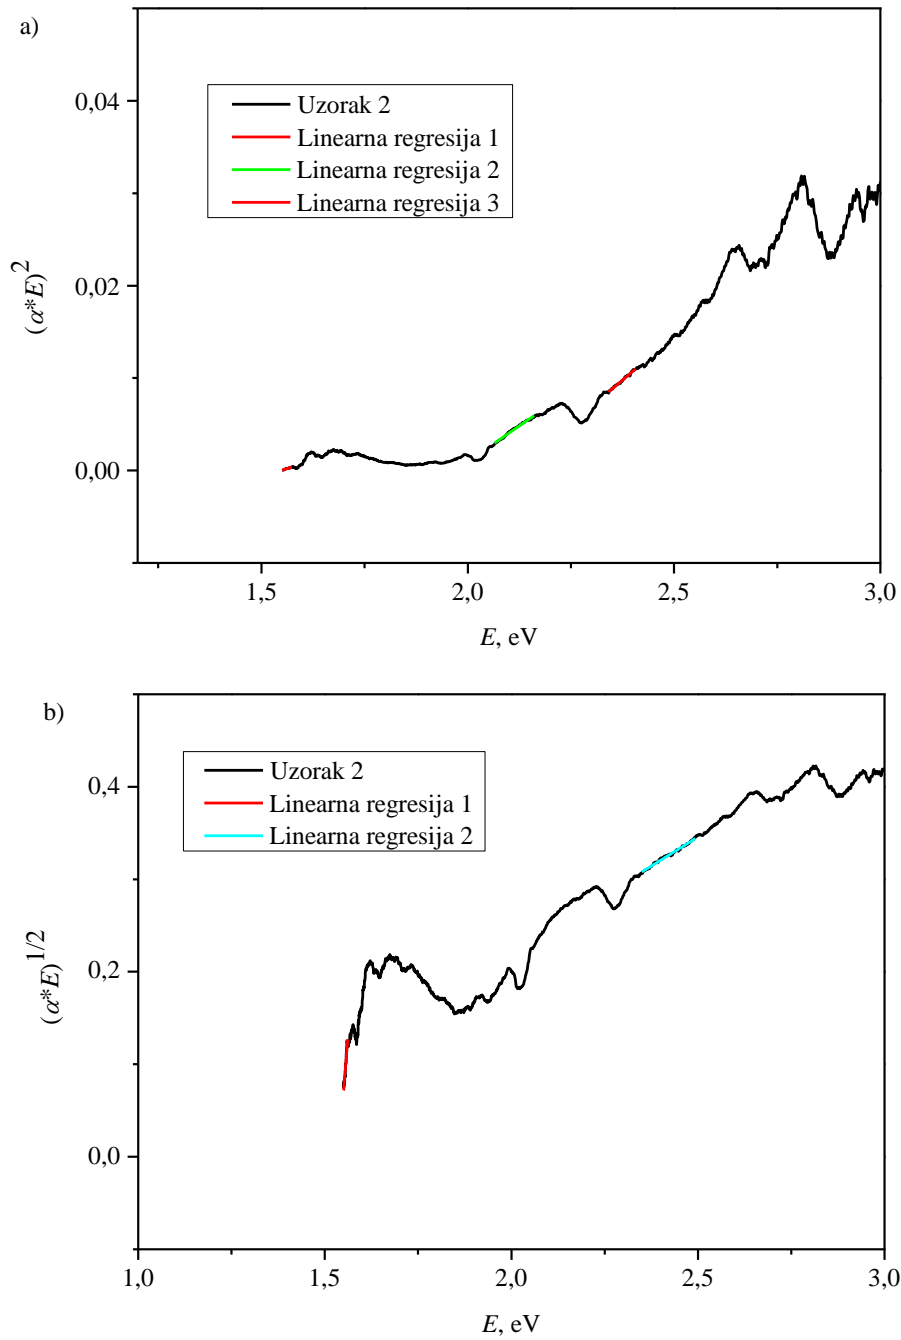 a)
0,04
0,02
0,00
(α*E)2
Uzorak 2
Linearna regresija 1
Linearna regresija 2
Linearna regresija 3
1,5
2,0
2,5
3,0
E, eV
b)
0,4
0,2
0,0
(α*E)1/2
Uzorak 2
Linearna regresija 1
Linearna regresija 2
1,0
1,5
2,0
2,5
3,0
E, eV